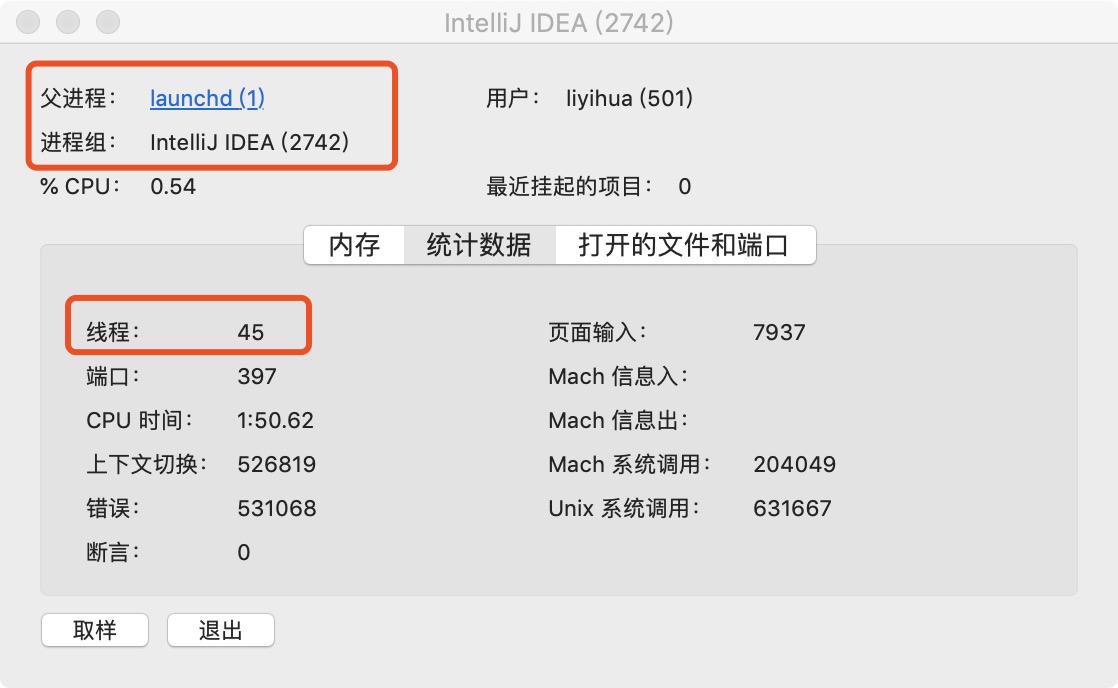 IntelliJ IDEA (2742)
父进程： launchd (1) 用户： liyihua (501)
进程组： IntelliJ IDEA (2742)
% CPU： 0.54 最近挂起的项目： 0
内存 统计数据 打开的文件和端口
线程： 45 页面输入： 7937
端口： 397 Mach 信息入：
CPU 时间： 1:50.62 Mach 信息出：
上下文切换： 526819 Mach 系统调用： 204049
错误： 531068 Unix 系统调用： 631667
断言： 0
取样 退出